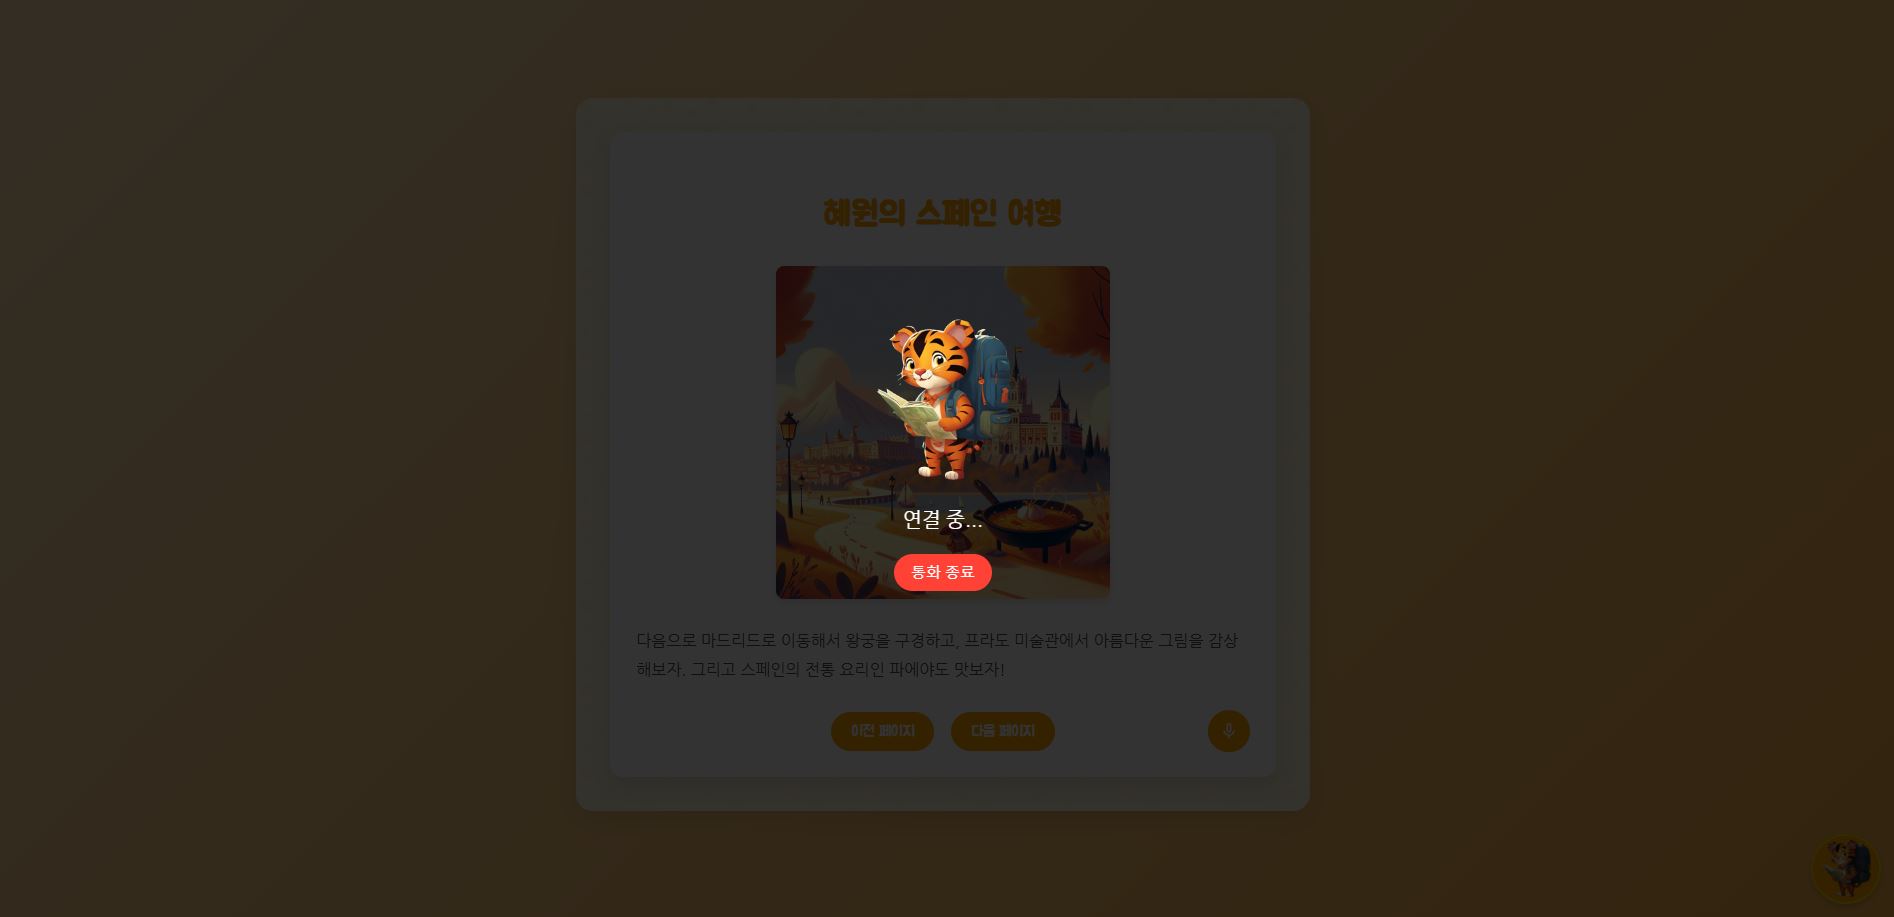 혜원의 스페인 여행
연결 중...
통화 종료
다음으로 마드리드로 이동해서 왕궁을 구경하고, 프라도 미술관에서 아름다운 그림을 감상
해보자. 그리고 스페인의 전통 요리인 파에야도 맛보자!
이전 페이지
다음 페이지